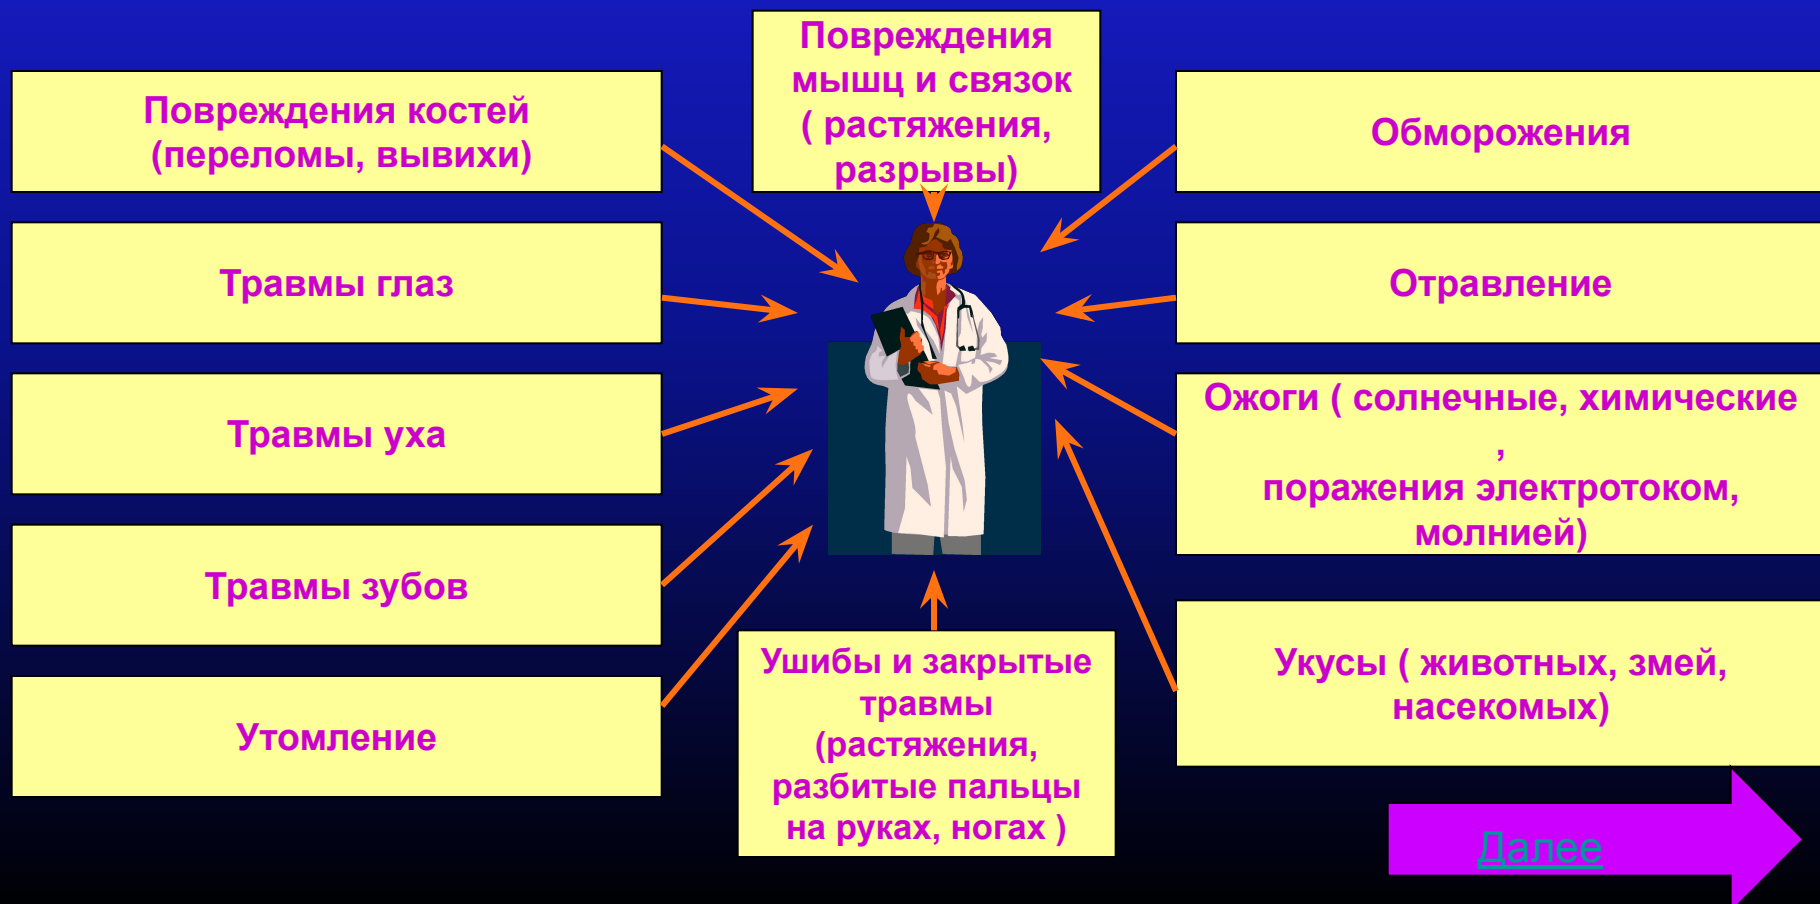 Повреждения костей
(переломы, вывихи)
Травмы глаз
Травмы уха
Травмы зубов
Утомление
Повреждения
мышц и связок
( растяжения,
разрывы)
Ушибы и закрытые
травмы
(растяжения,
разбитые пальцы
на руках, ногах )
Обморожения
Отравление
Ожоги ( солнечные, химические
,
поражения электротоком,
молнией)
Укусы ( животных, змей,
насекомых)
Далее